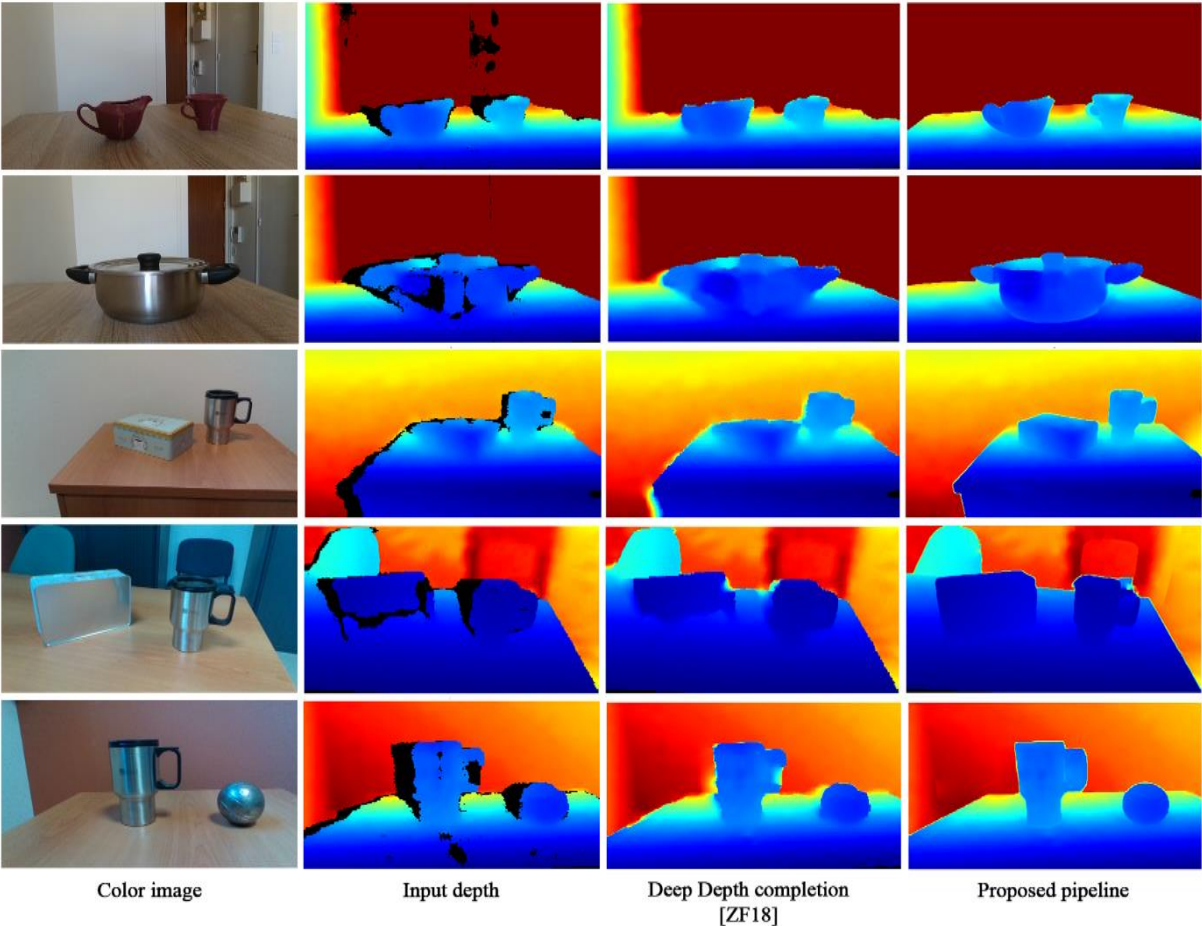 Color image
Input depth
Deep Depth completion
[ZF18]
Proposed pipeline